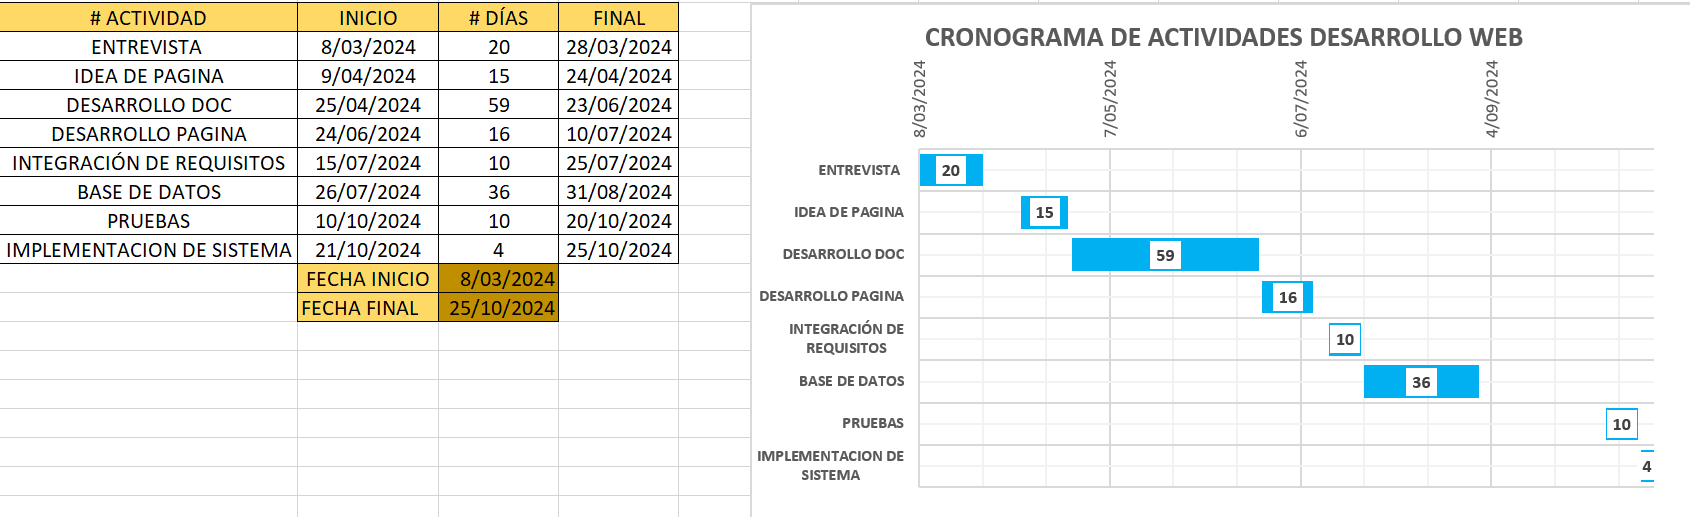 # ACTIVIDAD INICIO # DÍAS FINAL
ENTREVISTA 8/03/2024 20 28/03/2024
IDEA DE PAGINA 9/04/2024 15 24/04/2024
DESARROLLO DOC 25/04/2024 59 23/06/2024
DESARROLLO PAGINA 24/06/2024 16 10/07/2024
INTEGRACIÓN DE REQUISITOS 15/07/2024 10 25/07/2024
BASE DE DATOS 26/07/2024 36 31/08/2024
PRUEBAS 10/10/2024 10 20/10/2024
IMPLEMENTACION DE SISTEMA 21/10/2024 4 25/10/2024
FECHA INICIO 8/03/2024
FECHA FINAL 25/10/2024
CRONOGRAMA DE ACTIVIDADES DESARROLLO WEB
8/03/2024 7/05/2024 6/07/2024 4/09/2024
ENTREVISTA 20
IDEA DE PAGINA 15
DESARROLLO DOC 59
DESARROLLO PAGINA 16
INTEGRACIÓN DE
REQUISITOS 10
BASE DE DATOS 36
PRUEBAS 10
IMPLEMENTACION DE
SISTEMA 4